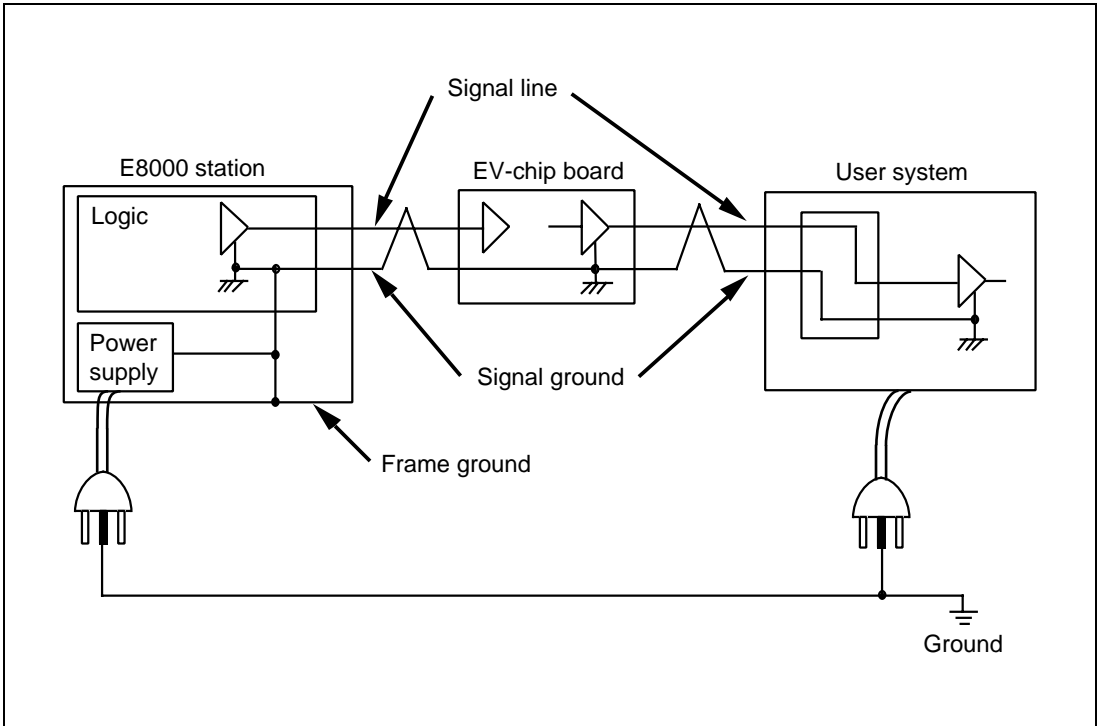 Signal line
E8000 station
EV-chip board
User system
Logic
Power
supply
Signal ground
Frame ground
Ground